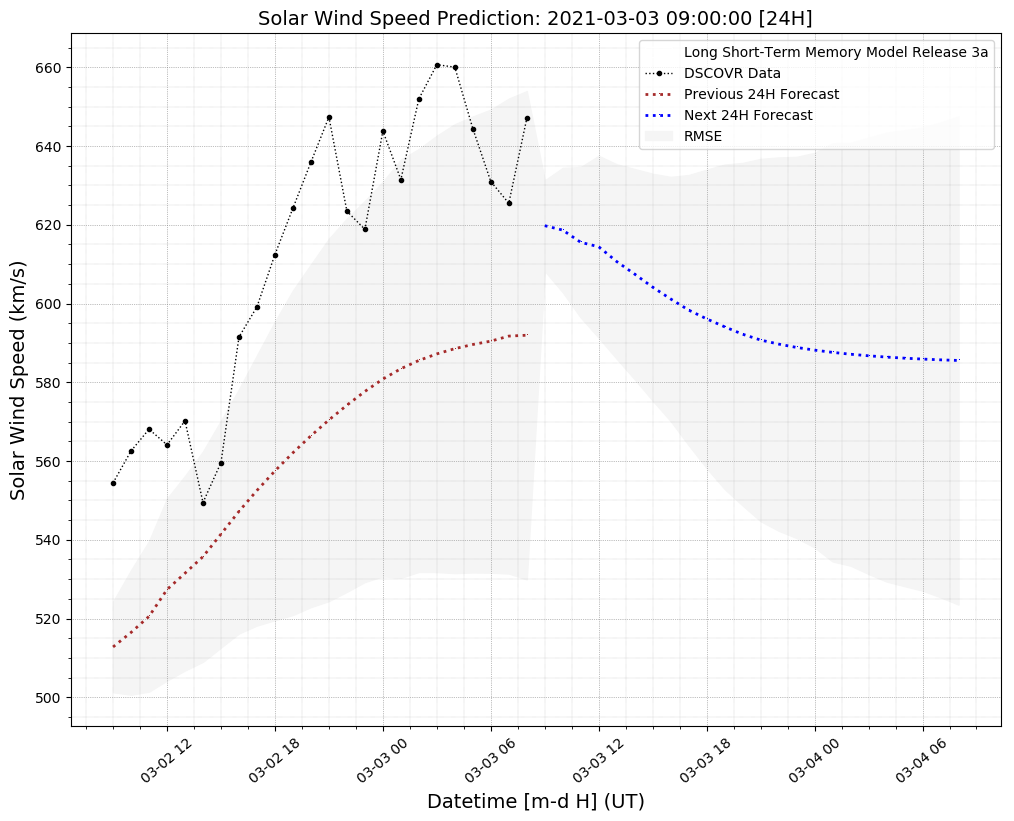 Solar Wind Speed Prediction: 2021-03-03 09:00:00 [24H]
Long Short-Term Memory Model Release 3a
DSCOVR Data
Previous 24H Forecast
Next 24H Forecast
RMSE
Solar Wind Speed (km/s)
660
640
620
600
580
560
540
520
500
03-02 12
03-02 18
03-03 00
03-03 06
03-03 12
03-03 18
03-04 00
03-04 06
Datetime [m-d H] (UT)